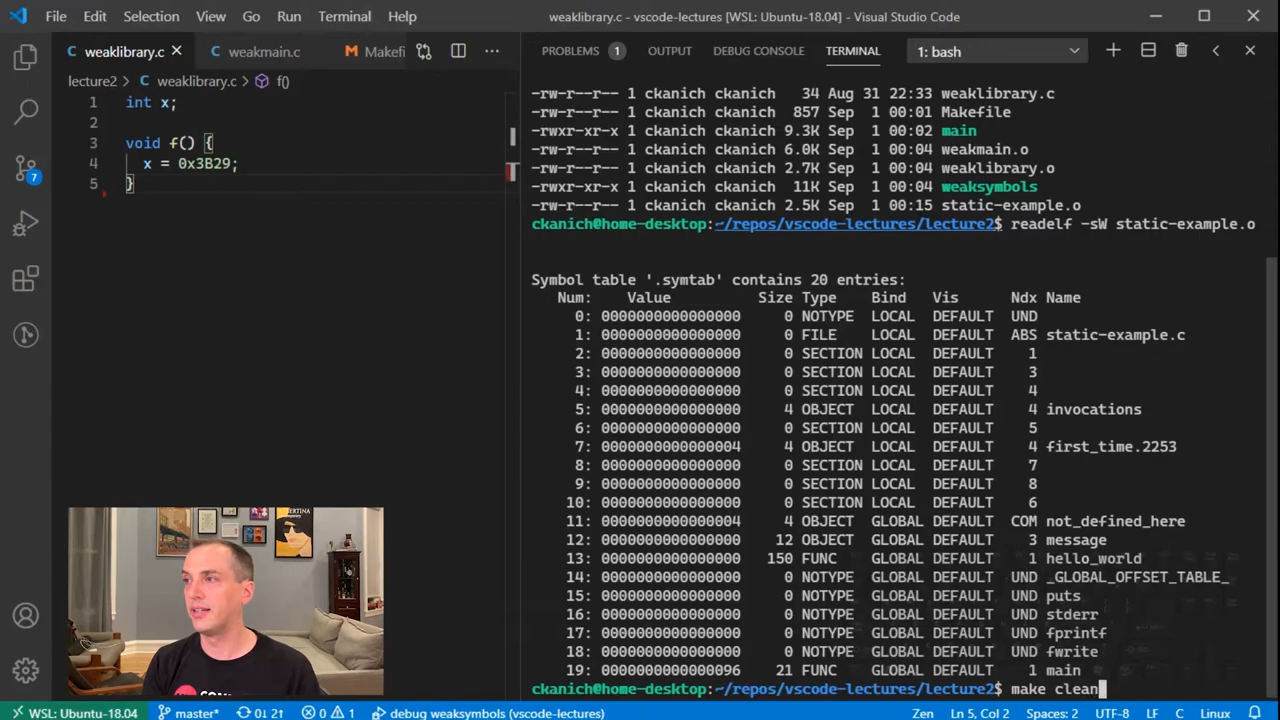 File Edit Selection View Go Run Terminal Help
weaklibrary.c - vscode-lectures [WSL: Ubuntu-18.04] - Visual Studio Code
C weaklibrary.c × C weakmain.c M Makefi ···
lecture2 > C weaklibrary.c > f()
1 int x;
2
3 void f() {
4 x = 0x3B29;
5 }
PROBLEMS 1 OUTPUT DEBUG CONSOLE TERMINAL 1: bash
-rw-r--r-- 1 ckanich ckanich 34 Aug 31 22:33 weaklibrary.c
-rw-r--r-- 1 ckanich ckanich 857 Sep 1 00:01 Makefile
-rwxr-xr-x 1 ckanich ckanich 9.3K Sep 1 00:02 main
-rw-r--r-- 1 ckanich ckanich 6.0K Sep 1 00:04 weakmain.o
-rw-r--r-- 1 ckanich ckanich 2.7K Sep 1 00:04 weaklibrary.o
-rwxr-xr-x 1 ckanich ckanich 11K Sep 1 00:04 weaksymbols
-rw-r--r-- 1 ckanich ckanich 2.5K Sep 1 00:15 static-example.o
ckanich@home-desktop:~/repos/vscode-lectures/lecture2$ readelf -sW static-example.o
Symbol table '.symtab' contains 20 entries:
Num: Value Size Type Bind Vis Ndx Name
0: 0000000000000000 0 NOTYPE LOCAL DEFAULT UND
1: 0000000000000000 0 FILE LOCAL DEFAULT ABS static-example.c
2: 0000000000000000 0 SECTION LOCAL DEFAULT 1
3: 0000000000000000 0 SECTION LOCAL DEFAULT 3
4: 0000000000000000 0 SECTION LOCAL DEFAULT 4
5: 0000000000000000 4 OBJECT LOCAL DEFAULT 4 invocations
6: 0000000000000000 0 SECTION LOCAL DEFAULT 5
7: 0000000000000004 4 OBJECT LOCAL DEFAULT 4 first_time.2253
8: 0000000000000000 0 SECTION LOCAL DEFAULT 7
9: 0000000000000000 0 SECTION LOCAL DEFAULT 8
10: 0000000000000000 0 SECTION LOCAL DEFAULT 6
11: 0000000000000004 4 OBJECT GLOBAL DEFAULT COM not_defined_here
12: 0000000000000000 12 OBJECT GLOBAL DEFAULT 3 message
13: 0000000000000000 150 FUNC GLOBAL DEFAULT 1 hello_world
14: 0000000000000000 0 NOTYPE GLOBAL DEFAULT UND _GLOBAL_OFFSET_TABLE_
15: 0000000000000000 0 NOTYPE GLOBAL DEFAULT UND puts
16: 0000000000000000 0 NOTYPE GLOBAL DEFAULT UND stderr
17: 0000000000000000 0 NOTYPE GLOBAL DEFAULT UND fprintf
18: 0000000000000000 0 NOTYPE GLOBAL DEFAULT UND fwrite
19: 0000000000000096 21 FUNC GLOBAL DEFAULT 1 main
ckanich@home-desktop:~/repos/vscode-lectures/lecture2$ make clean
7
WSL: Ubuntu-18.04 master* 0↓ 2↑ 0 1 debug weaksymbols (vscode-lectures) Zen Ln 5, Col 2 Spaces: 2 UTF-8 LF C Linux